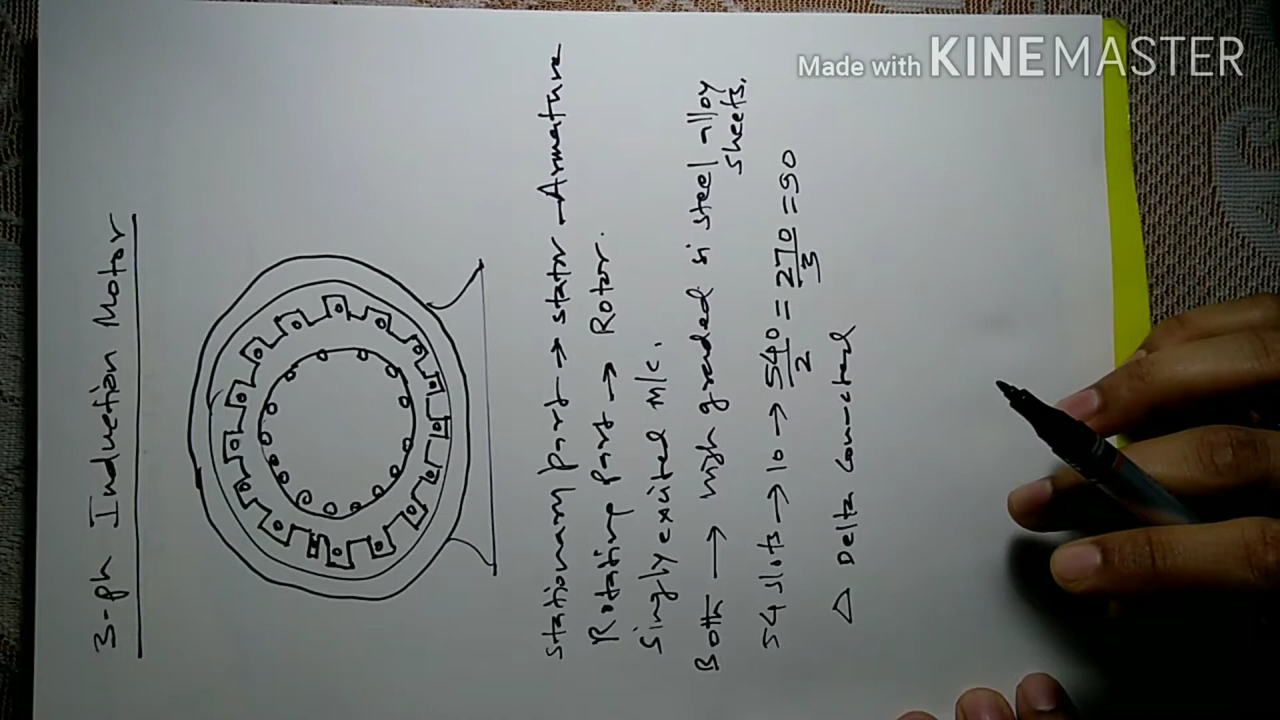 Made with KINEMASTER
3-ph Induction Motor
Stationary part → stator - Armature
Rotating part → Rotor.
Singly excited M/c.
Both → high graded si steel alloy
sheets.
54 slots → 10 → 540/2 = 270/3 = 90
Δ Delta Connected